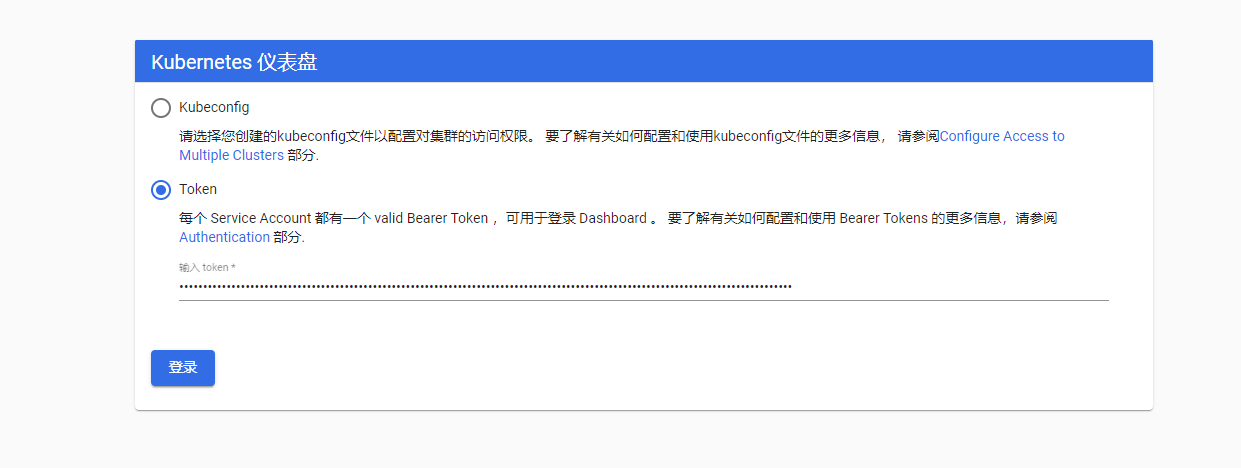 Kubernetes 仪表盘
Kubeconfig
请选择您创建的kubeconfig文件以配置对集群的访问权限。 要了解有关如何配置和使用kubeconfig文件的更多信息， 请参阅Configure Access to
Multiple Clusters 部分.
Token
每个 Service Account 都有一个 valid Bearer Token ，可用于登录 Dashboard 。 要了解有关如何配置和使用 Bearer Tokens 的更多信息，请参阅
Authentication 部分.
输入 token *
登录